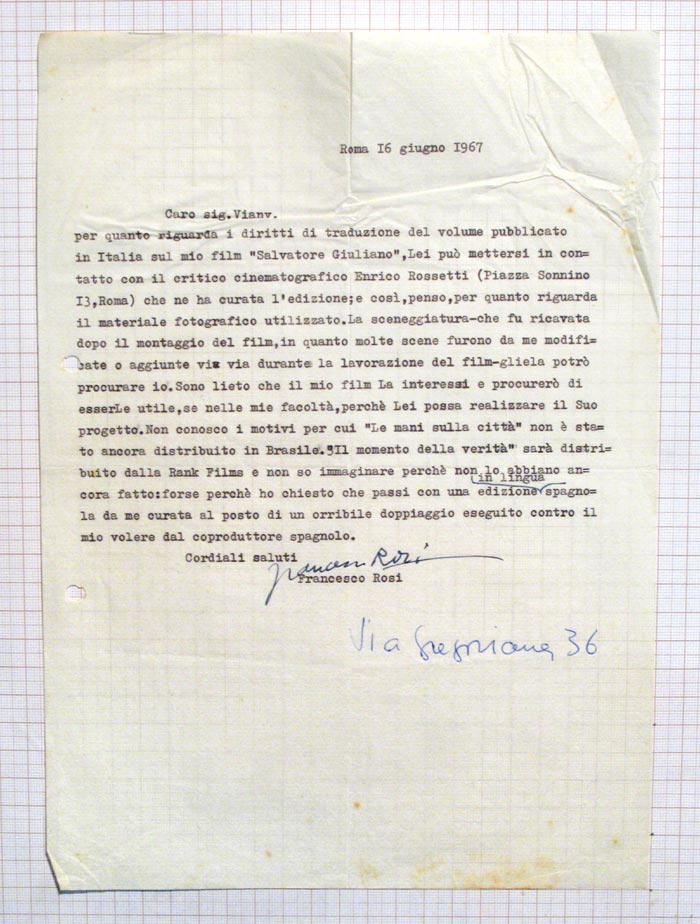 Roma I6 giugno I967
Caro sig.Vianv.
per quanto riguarda i diritti di traduzione del volume pubblicato
in Italia sul mio film "Salvatore Giuliano",Lei può mettersi in con=
tatto con il critico cinematografico Enrico Rossetti (Piazza Sonnino
I3,Roma) che ne ha curata l'edizione;e così,penso,per quanto riguarda
il materiale fotografico utilizzato.La sceneggiatura-che fu ricavata
dopo il montaggio del film,in quanto molte scene furono da me modifi=
cate o aggiunte via via durante la lavorazione del film-gliela potrò
procurare io.Sono lieto che il mio film La interessi e procurerò di
esserLe utile,se nelle mie facoltà,perchè Lei possa realizzare il Suo
progetto.Non conosco i motivi per cui "Le mani sulla città" non è sta=
to ancora distribuito in Brasile."Il momento della verità" sarà distri=
buito dalla Rank Films e non so immaginare perchè non lo abbiano an=
in lingua
cora fatto:forse perchè ho chiesto che passi con una edizione spagno=
la da me curata al posto di un orribile doppiaggio eseguito contro il
mio volere dal coproduttore spagnolo.
Cordiali saluti
Francesco Rosi
Francesco Rosi
Via Gregoriana 36